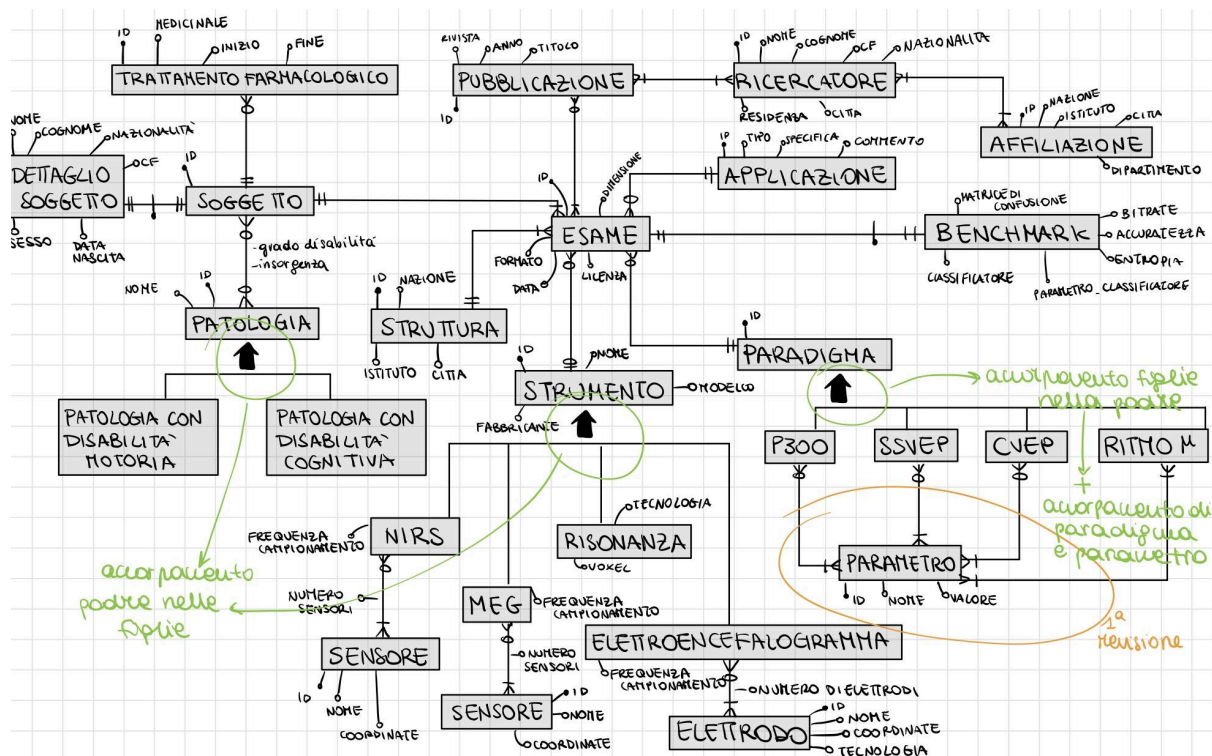 ID
MEDICINALE
INIZIO
FINE
TRATTAMENTO FARMACOLOGICO
RIVISTA
ANNO
TITOLO
PUBBLICAZIONE
ID
ID
NOME
COGNOME
CF
NAZIONALITÀ
RICERCATORE
RESIDENZA
CITTA
ID
NAZIONE
ISTITUTO
CITTA
AFFILIAZIONE
DIPARTIMENTO
NOME
COGNOME
NAZIONALITÀ
CF
DETTAGLIO
SOGGETTO
SESSO
DATA
NASCITA
ID
SOGGETTO
ID
TIPO
SPECIFICA
COMMENTO
APPLICAZIONE
ID
DIMENSIONE
ESAME
FORMATO
DATA
LICENZA
MATRICE DI
CONFUSIONE
BITRATE
ACCURATEZZA
ENTROPIA
BENCHMARK
CLASSIFICATORE
PARAMETRO_CLASSIFICATORE
-grado disabilità
-insorgenza
NOME
ID
PATOLOGIA
ID
NAZIONE
STRUTTURA
ISTITUTO
CITTA
ID
NOME
STRUMENTO
MODELLO
FABBRICANTE
ID
PARADIGMA
accorpamento figlie
nella padre
+
accorpamento di
paradigma
e parametro
PATOLOGIA CON
DISABILITÀ
MOTORIA
PATOLOGIA CON
DISABILITÀ
COGNITIVA
P300
SSVEP
CVEP
RITMO µ
FREQUENZA
CAMPIONAMENTO
NIRS
TECNOLOGIA
RISONANZA
VOXEL
PARAMETRO
ID
NOME
VALORE
1ª
revisione
accorpamento
padre nelle
figlie
NUMERO
SENSORI
MEG
FREQUENZA
CAMPIONAMENTO
NUMERO
SENSORI
ELETTROENCEFALOGRAMMA
FREQUENZA
CAMPIONAMENTO
NUMERO DI ELETTRODI
SENSORE
ID
NOME
COORDINATE
SENSORE
ID
NOME
COORDINATE
ELETTRODO
ID
NOME
COORDINATE
TECNOLOGIA